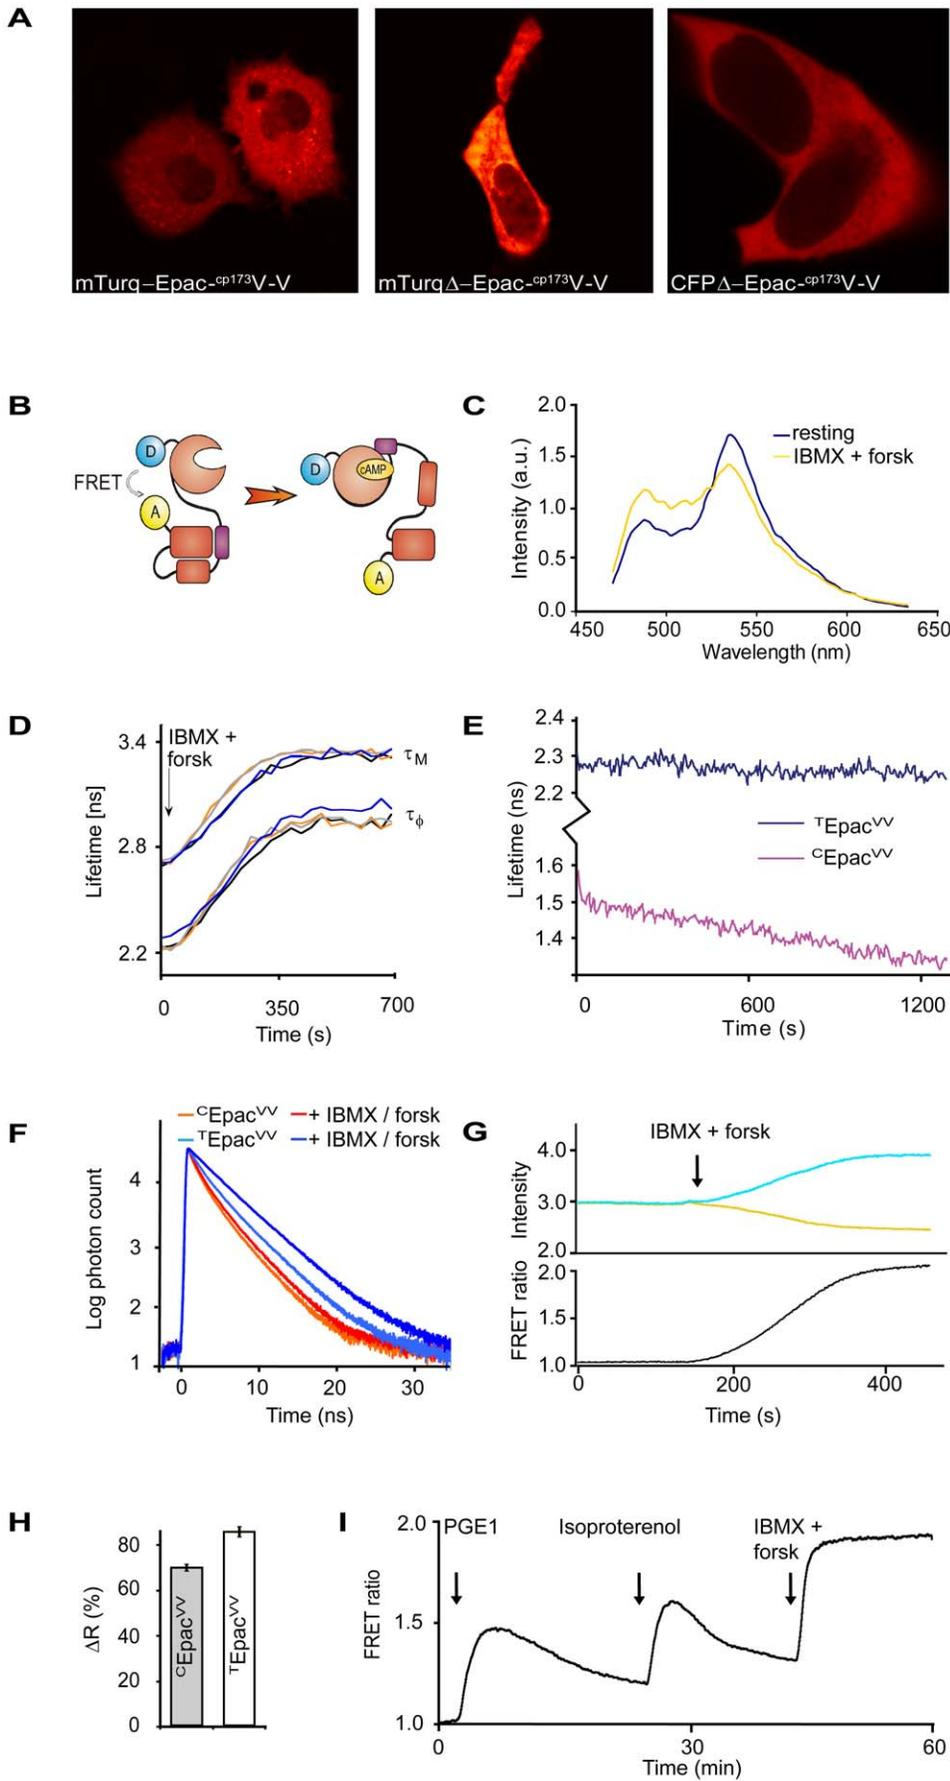 A
mTurq–Epac-cp173V-V
mTurqΔ–Epac-cp173V-V
CFPΔ–Epac-cp173V-V
B
D
FRET
A
D
cAMP
A
C
2.0
1.5
1.0
0.5
0.0
Intensity (a.u.)
resting
IBMX + forsk
450 500 550 600 650
Wavelength (nm)
D
3.4
2.8
2.2
Lifetime [ns]
IBMX +
forsk
τM
τϕ
0 350 700
Time (s)
E
2.4
2.3
2.2
1.6
1.5
1.4
Lifetime (ns)
TEpacVV
CEpacVV
0 600 1200
Time (s)
F
CEpacVV + IBMX / forsk
TEpacVV + IBMX / forsk
4
3
2
1
Log photon count
0 10 20 30
Time (ns)
G
IBMX + forsk
4.0
3.0
2.0
Intensity
2.0
1.5
1.0
FRET ratio
0 200 400
Time (s)
H
80
60
40
20
0
ΔR (%)
CEpacVV
TEpacVV
I
2.0
1.5
1.0
FRET ratio
PGE1 Isoproterenol IBMX +
forsk
0 30 60
Time (min)